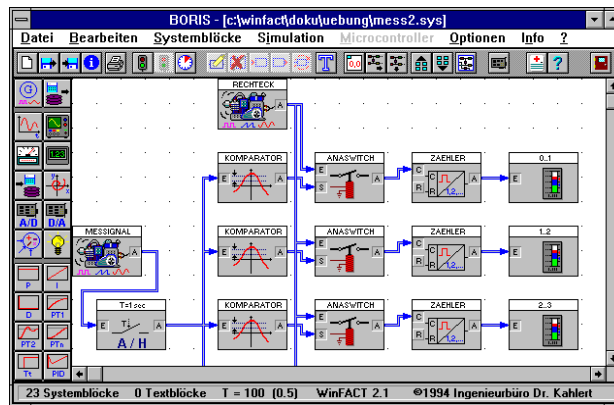 BORIS - [c:\winfact\doku\uebung\mess2.sys]
Datei Bearbeiten Systemblöcke Simulation Microcontroller Optionen Info ?
RECHTECK
A
KOMPARATOR ANASWITCH ZAEHLER 0..1
E A E S A C R A E
KOMPARATOR ANASWITCH ZAEHLER 1..2
E A E S A C R A E
MESSIGNAL
A
T=1sec KOMPARATOR ANASWITCH ZAEHLER 2..3
E A / H A E A E S A C R A E
A/D D/A
P I
D PT1
PT2 PTn
Tt PID
23 Systemblöcke 0 Textblöcke T = 100 (0.5) WinFACT 2.1 ©1994 Ingenieurbüro Dr. Kahlert